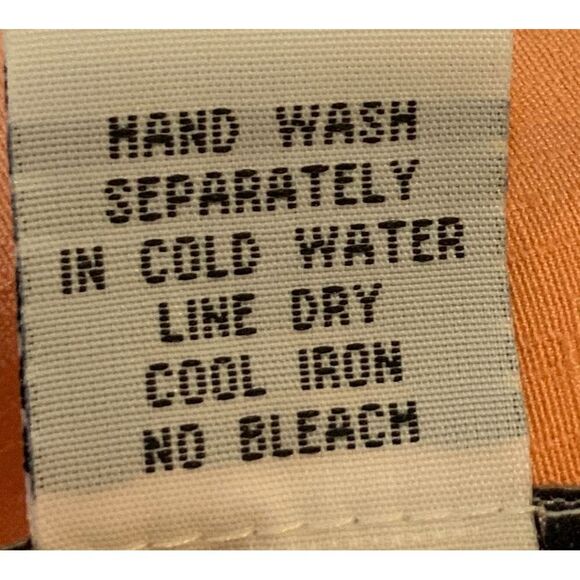 HAND WASH
SEPARATELY
IN COLD WATER
LINE DRY
COOL IRON
NO BLEACH